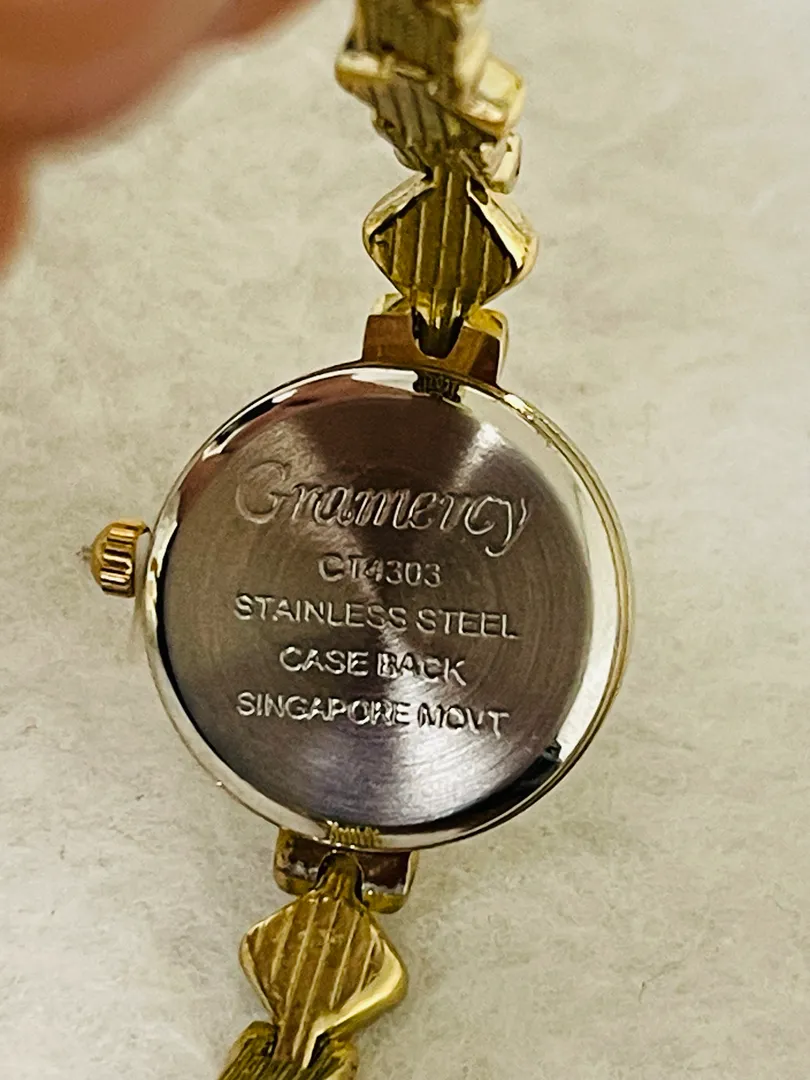 Gramercy
CT4303
STAINLESS STEEL
CASE BACK
SINGAPORE MOVT